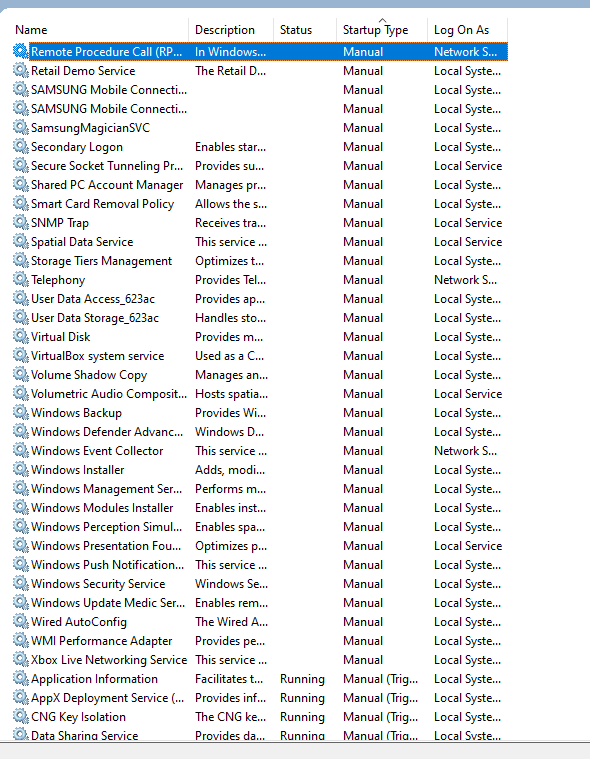 Name Description Status Startup Type Log On As
Remote Procedure Call (RP... In Windows... Manual Network S...
Retail Demo Service The Retail D... Manual Local Syste...
SAMSUNG Mobile Connecti... Manual Local Syste...
SAMSUNG Mobile Connecti... Manual Local Syste...
SamsungMagicianSVC Manual Local Syste...
Secondary Logon Enables star... Manual Local Syste...
Secure Socket Tunneling Pr... Provides su... Manual Local Service
Shared PC Account Manager Manages pr... Manual Local Syste...
Smart Card Removal Policy Allows the s... Manual Local Syste...
SNMP Trap Receives tra... Manual Local Service
Spatial Data Service This service ... Manual Local Service
Storage Tiers Management Optimizes t... Manual Local Syste...
Telephony Provides Tel... Manual Network S...
User Data Access_623ac Provides ap... Manual Local Syste...
User Data Storage_623ac Handles sto... Manual Local Syste...
Virtual Disk Provides m... Manual Local Syste...
VirtualBox system service Used as a C... Manual Local Syste...
Volume Shadow Copy Manages an... Manual Local Syste...
Volumetric Audio Composit... Hosts spatia... Manual Local Service
Windows Backup Provides Wi... Manual Local Syste...
Windows Defender Advanc... Windows D... Manual Local Syste...
Windows Event Collector This service ... Manual Network S...
Windows Installer Adds, modi... Manual Local Syste...
Windows Management Ser... Performs m... Manual Local Syste...
Windows Modules Installer Enables inst... Manual Local Syste...
Windows Perception Simul... Enables spa... Manual Local Syste...
Windows Presentation Fou... Optimizes p... Manual Local Service
Windows Push Notification... This service ... Manual Local Syste...
Windows Security Service Windows Se... Manual Local Syste...
Windows Update Medic Ser... Enables rem... Manual Local Syste...
Wired AutoConfig The Wired A... Manual Local Syste...
WMI Performance Adapter Provides pe... Manual Local Syste...
Xbox Live Networking Service This service ... Manual Local Syste...
Application Information Facilitates t... Running Manual (Trig... Local Syste...
AppX Deployment Service (... Provides inf... Running Manual (Trig... Local Syste...
CNG Key Isolation The CNG ke... Running Manual (Trig... Local Syste...
Data Sharing Service Provides da... Running Manual (Trig... Local Syste...